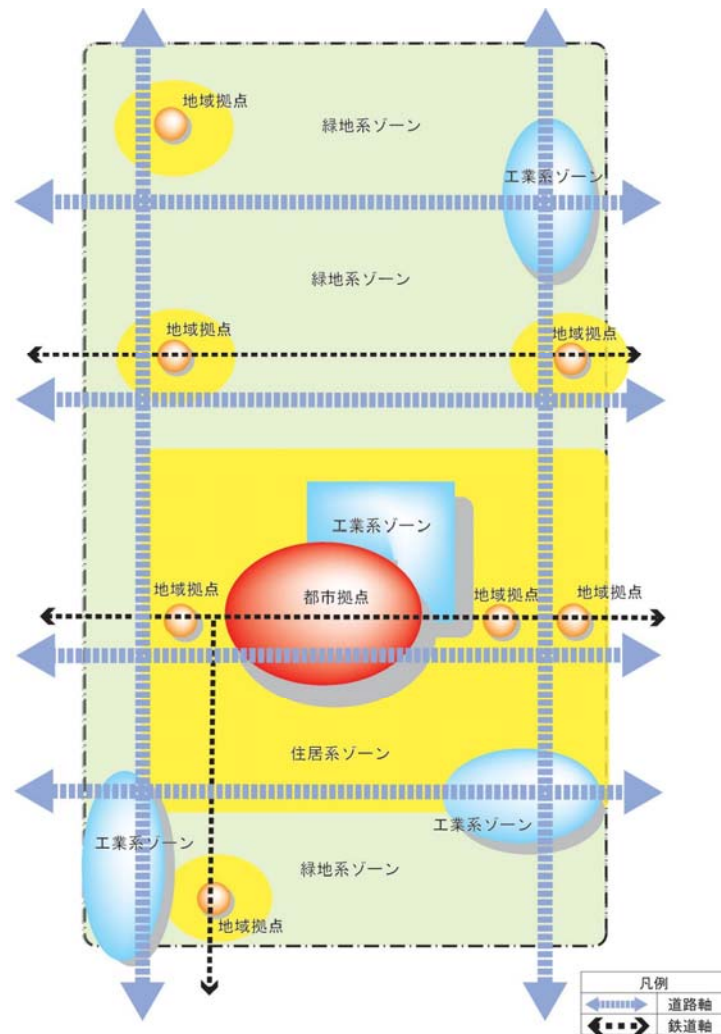 地域拠点
緑地系ゾーン
工業系ゾーン
緑地系ゾーン
地域拠点
地域拠点
工業系ゾーン
地域拠点
都市拠点
地域拠点
地域拠点
住居系ゾーン
工業系ゾーン
工業系ゾーン
緑地系ゾーン
地域拠点
凡例
道路軸
鉄道軸